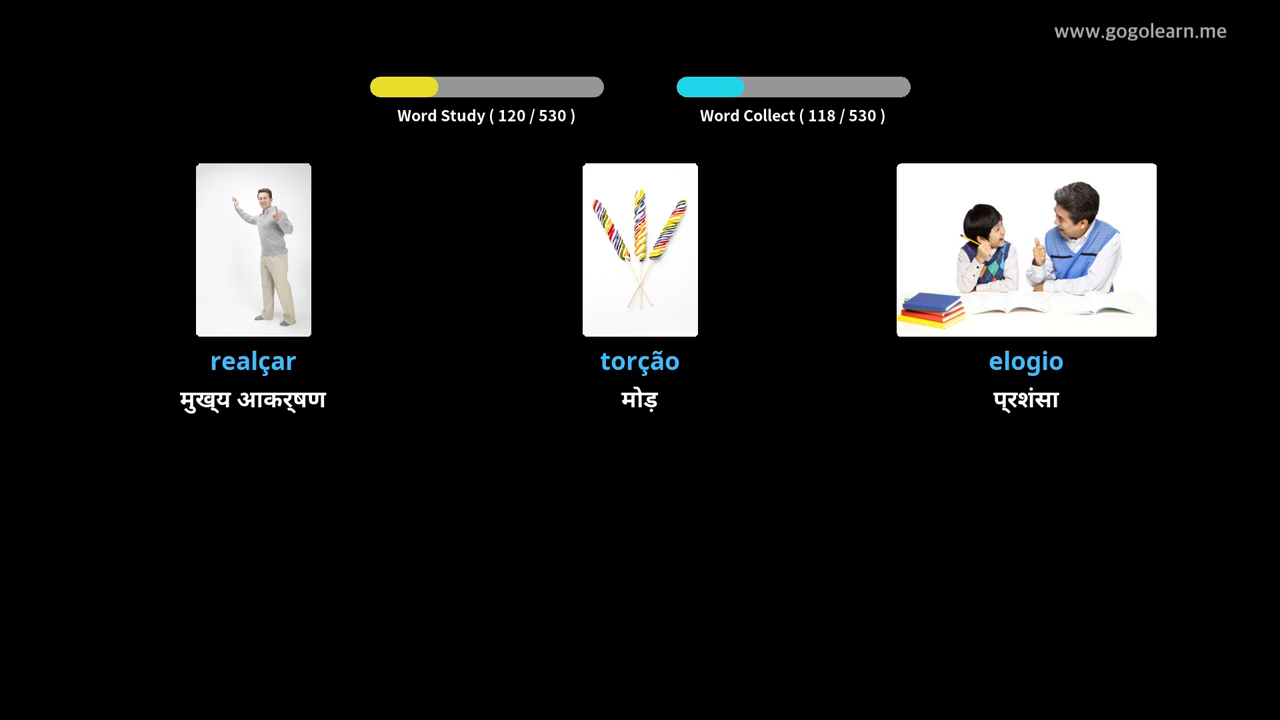 www.gogolearn.me
Word Study ( 120 / 530 )
Word Collect ( 118 / 530 )
realçar
torção
elogio
मुख्य आकर्षण
मोड़
प्रशंसा